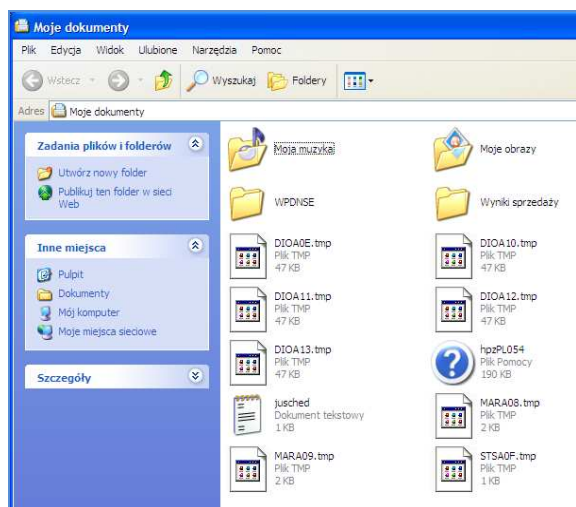 Moje dokumenty
Plik Edycja Widok Ulubione Narzędzia Pomoc
Wstecz Wyszukaj Foldery
Adres Moje dokumenty
Zadania plików i folderów
Utwórz nowy folder
Publikuj ten folder w sieci
Web
Inne miejsca
Pulpit
Dokumenty
Mój komputer
Moje miejsca sieciowe
Szczegóły
Moja muzyka
Moje obrazy
WPDNSE
Wyniki sprzedaży
DIOA0E.tmp
Plik TMP
47 KB
DIOA10.tmp
Plik TMP
47 KB
DIOA11.tmp
Plik TMP
47 KB
DIOA12.tmp
Plik TMP
47 KB
DIOA13.tmp
Plik TMP
47 KB
hpzPL054
Plik Pomocy
190 KB
jusched
Dokument tekstowy
1 KB
MARA08.tmp
Plik TMP
2 KB
MARA09.tmp
Plik TMP
2 KB
STSA0F.tmp
Plik TMP
1 KB